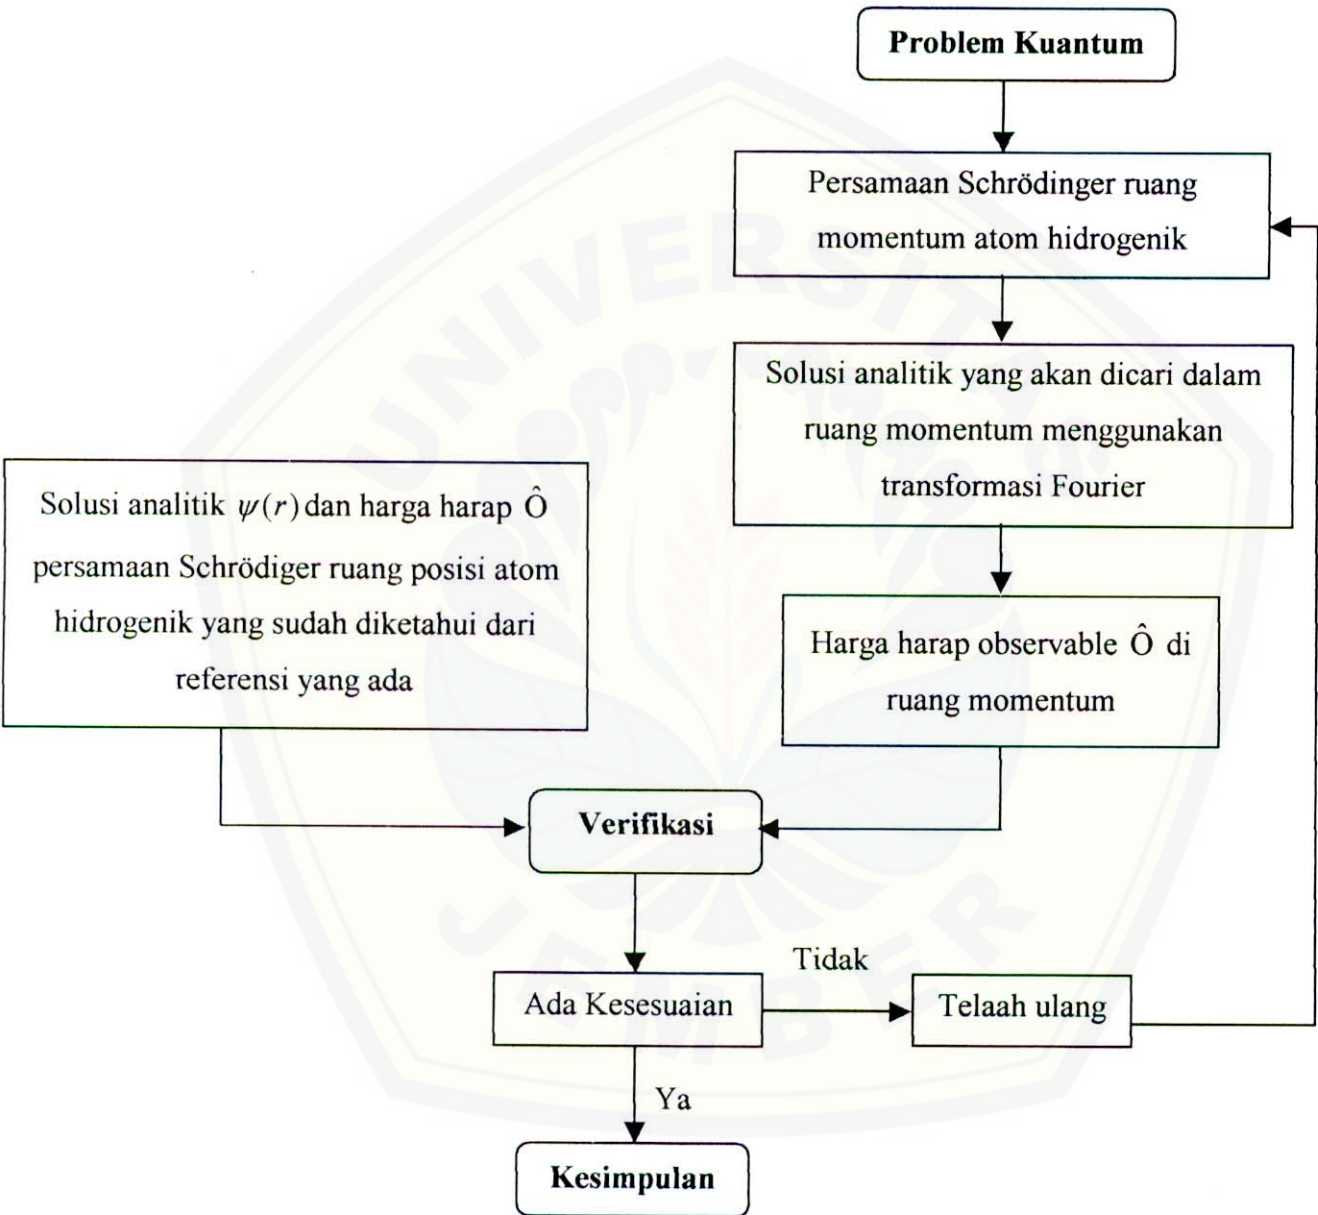 Problem Kuantum
Persamaan Schrödinger ruang
momentum atom hidrogenik
Solusi analitik yang akan dicari dalam
ruang momentum menggunakan
transformasi Fourier
Solusi analitik ψ(r) dan harga harap Ô
persamaan Schrödiger ruang posisi atom
hidrogenik yang sudah diketahui dari
referensi yang ada
Harga harap observable Ô di
ruang momentum
Verifikasi
Ada Kesesuaian
Tidak
Telaah ulang
Ya
Kesimpulan
UNIVERSITAS
JEMBER